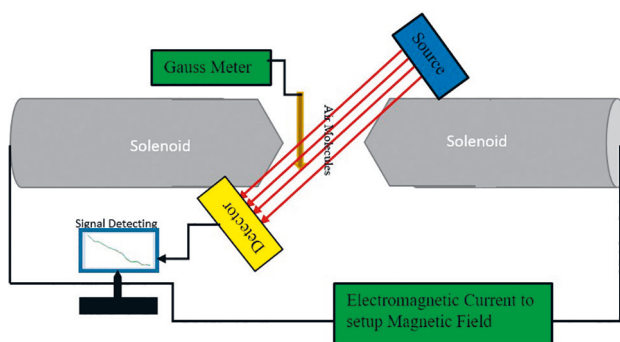 Source
Gauss Meter
Air Molecules
Solenoid
Solenoid
Detector
Signal Detecting
Electromagnetic Current to
setup Magnetic Field